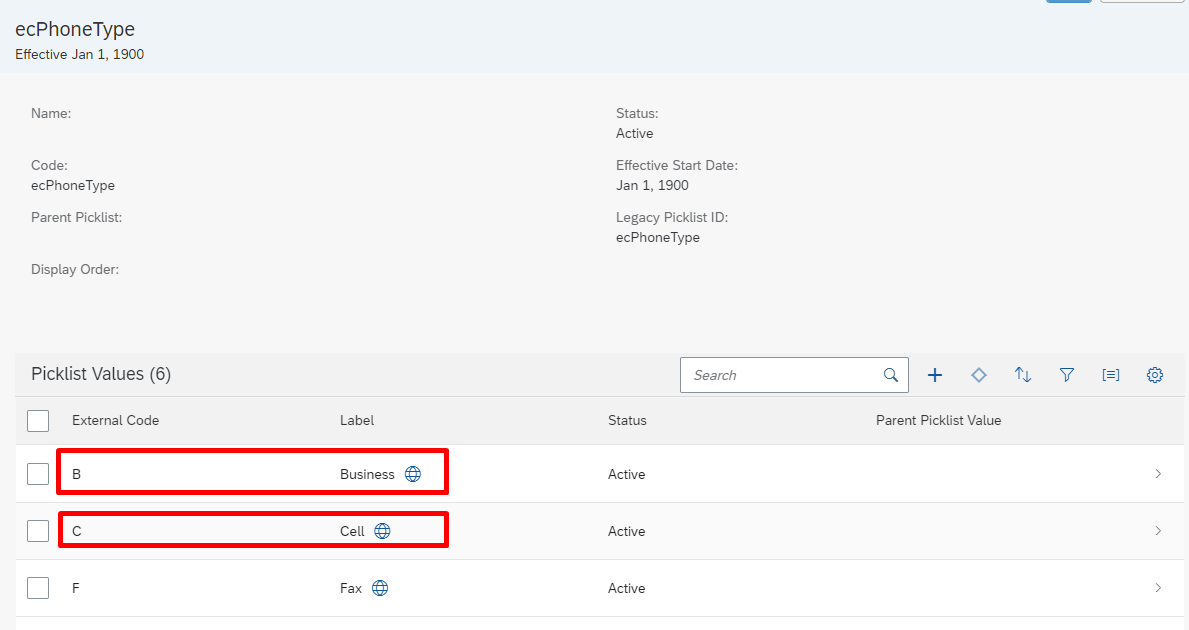 ecPhoneType
Effective Jan 1, 1900
Name:
Status:
Active
Code:
ecPhoneType
Effective Start Date:
Jan 1, 1900
Parent Picklist:
Legacy Picklist ID:
ecPhoneType
Display Order:
Picklist Values (6)
Search
External Code Label Status Parent Picklist Value
B Business Active
C Cell Active
F Fax Active